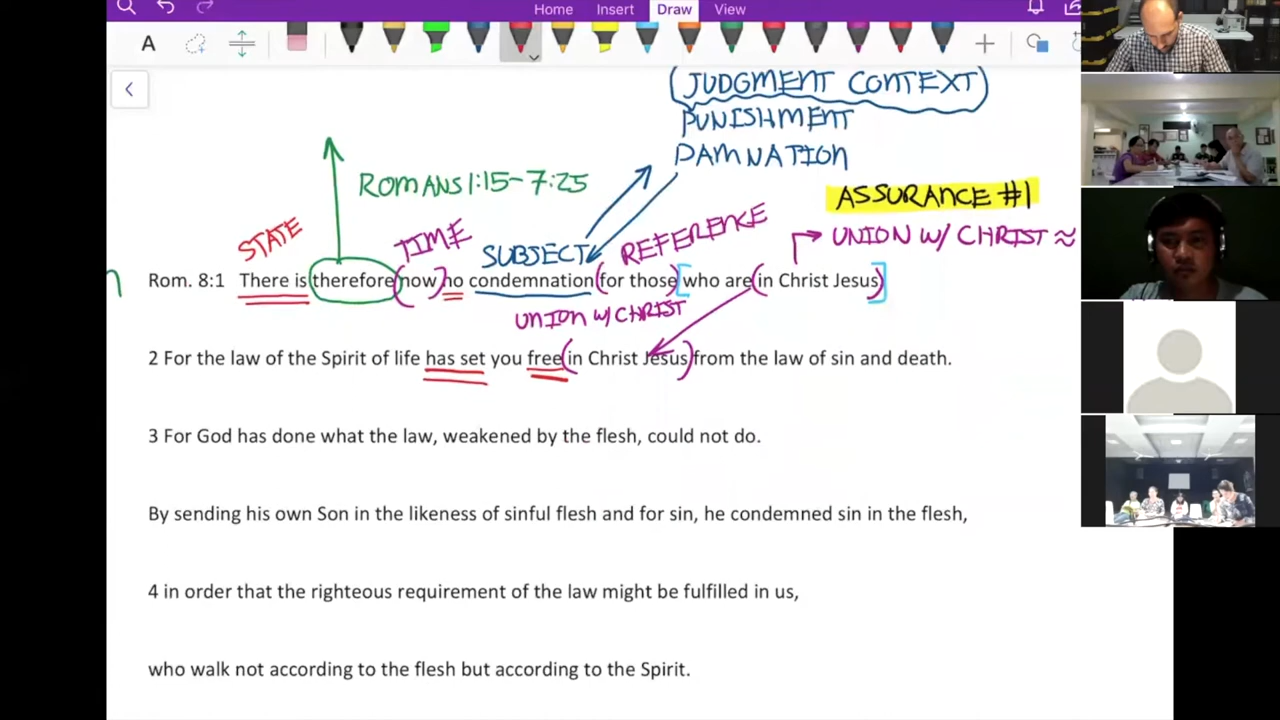 Home Insert Draw View
A
JUDGMENT CONTEXT
PUNISHMENT
DAMNATION
ROMANS 1:15-7:25
ASSURANCE #1
STATE TIME SUBJECT REFERENCE UNION W/ CHRIST ≈
Rom. 8:1 There is therefore now no condemnation for those who are in Christ Jesus
UNION W/ CHRIST
2 For the law of the Spirit of life has set you free in Christ Jesus from the law of sin and death.
3 For God has done what the law, weakened by the flesh, could not do.
By sending his own Son in the likeness of sinful flesh and for sin, he condemned sin in the flesh,
4 in order that the righteous requirement of the law might be fulfilled in us,
who walk not according to the flesh but according to the Spirit.